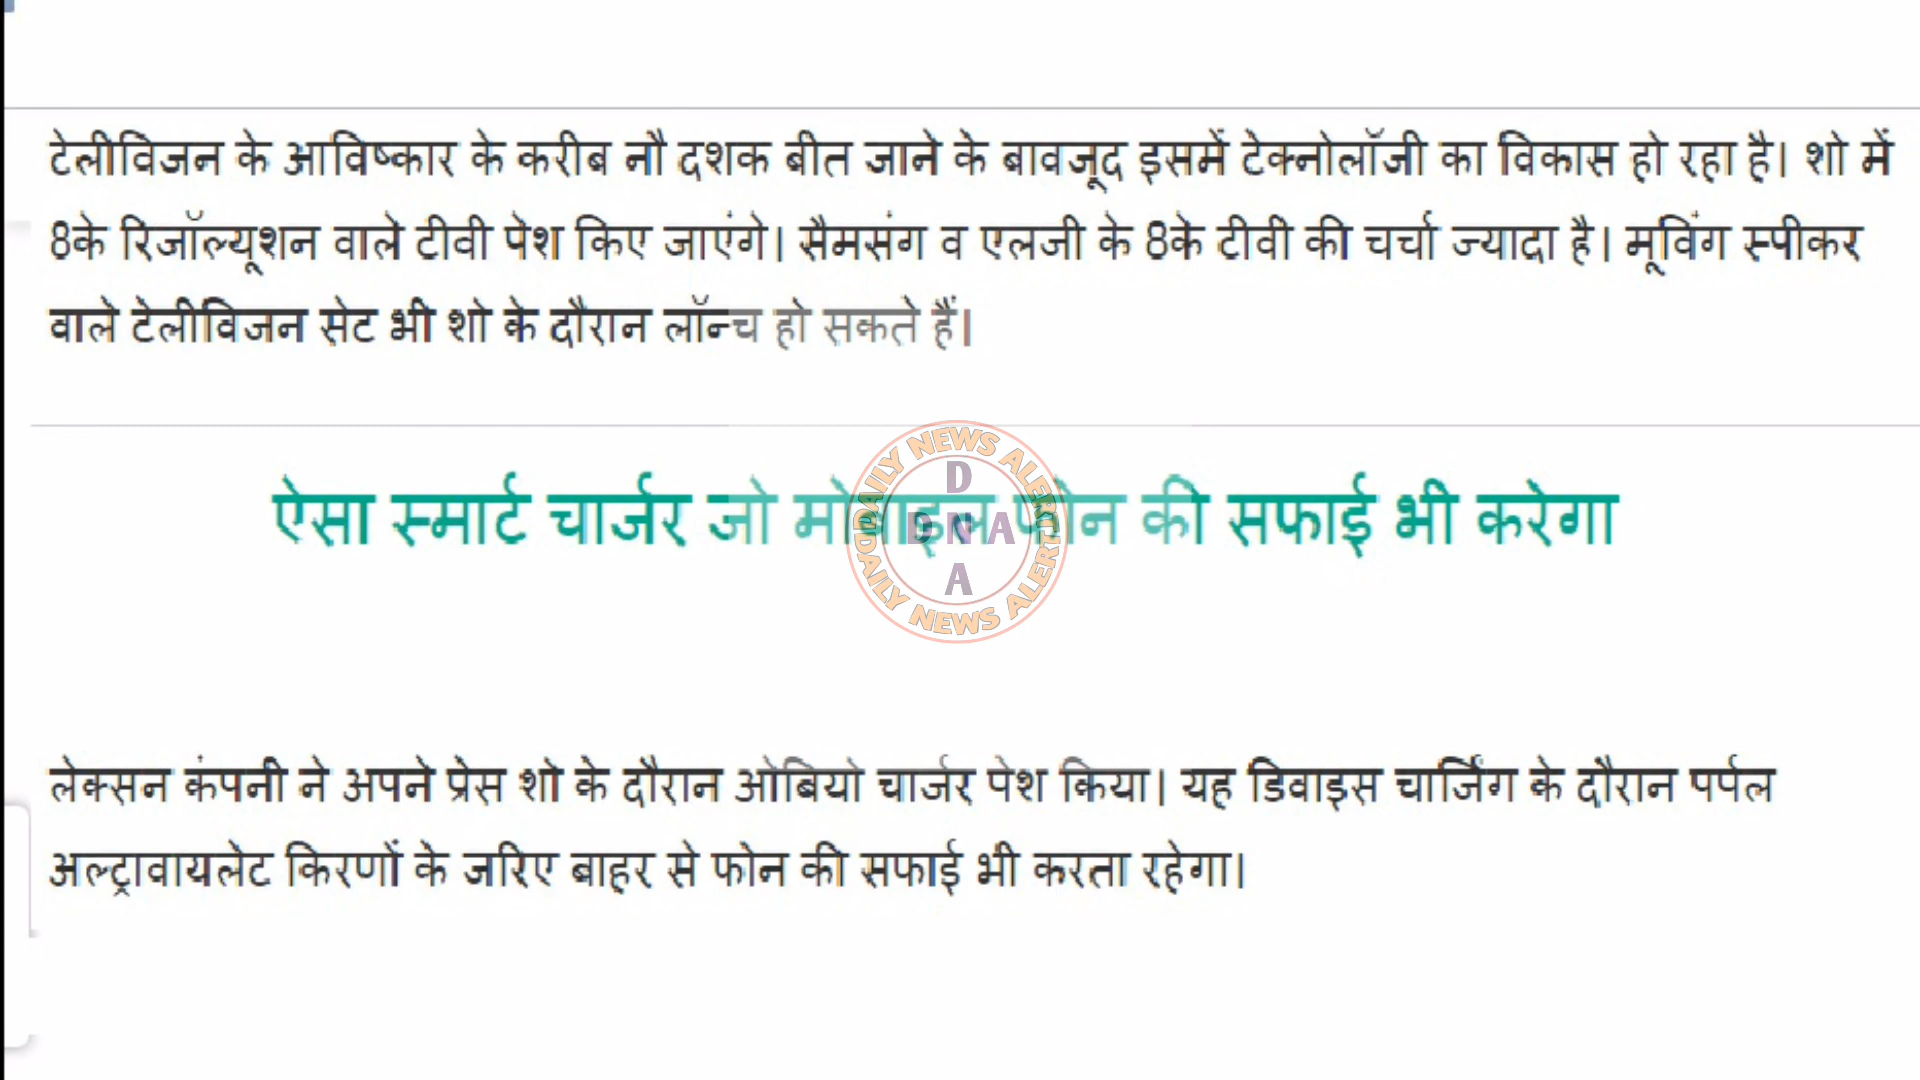 टेलीविजन के आविष्कार के करीब नौ दशक बीत जाने के बावजूद इसमें टेक्नोलॉजी का विकास हो रहा है। शो में
8के रिजॉल्यूशन वाले टीवी पेश किए जाएंगे। सैमसंग व एलजी के 8के टीवी की चर्चा ज्यादा है। मूविंग स्पीकर
वाले टेलीविजन सेट भी शो के दौरान लॉन्च हो सकते हैं।
ऐसा स्मार्ट चार्जर जो मोबाइल फोन की सफाई भी करेगा
DAILY NEWS ALERT
D
DNA
A
DAILY NEWS ALERT
लेक्सन कंपनी ने अपने प्रेस शो के दौरान ओबियो चार्जर पेश किया। यह डिवाइस चार्जिंग के दौरान पर्पल
अल्ट्रावायलेट किरणों के जरिए बाहर से फोन की सफाई भी करता रहेगा।